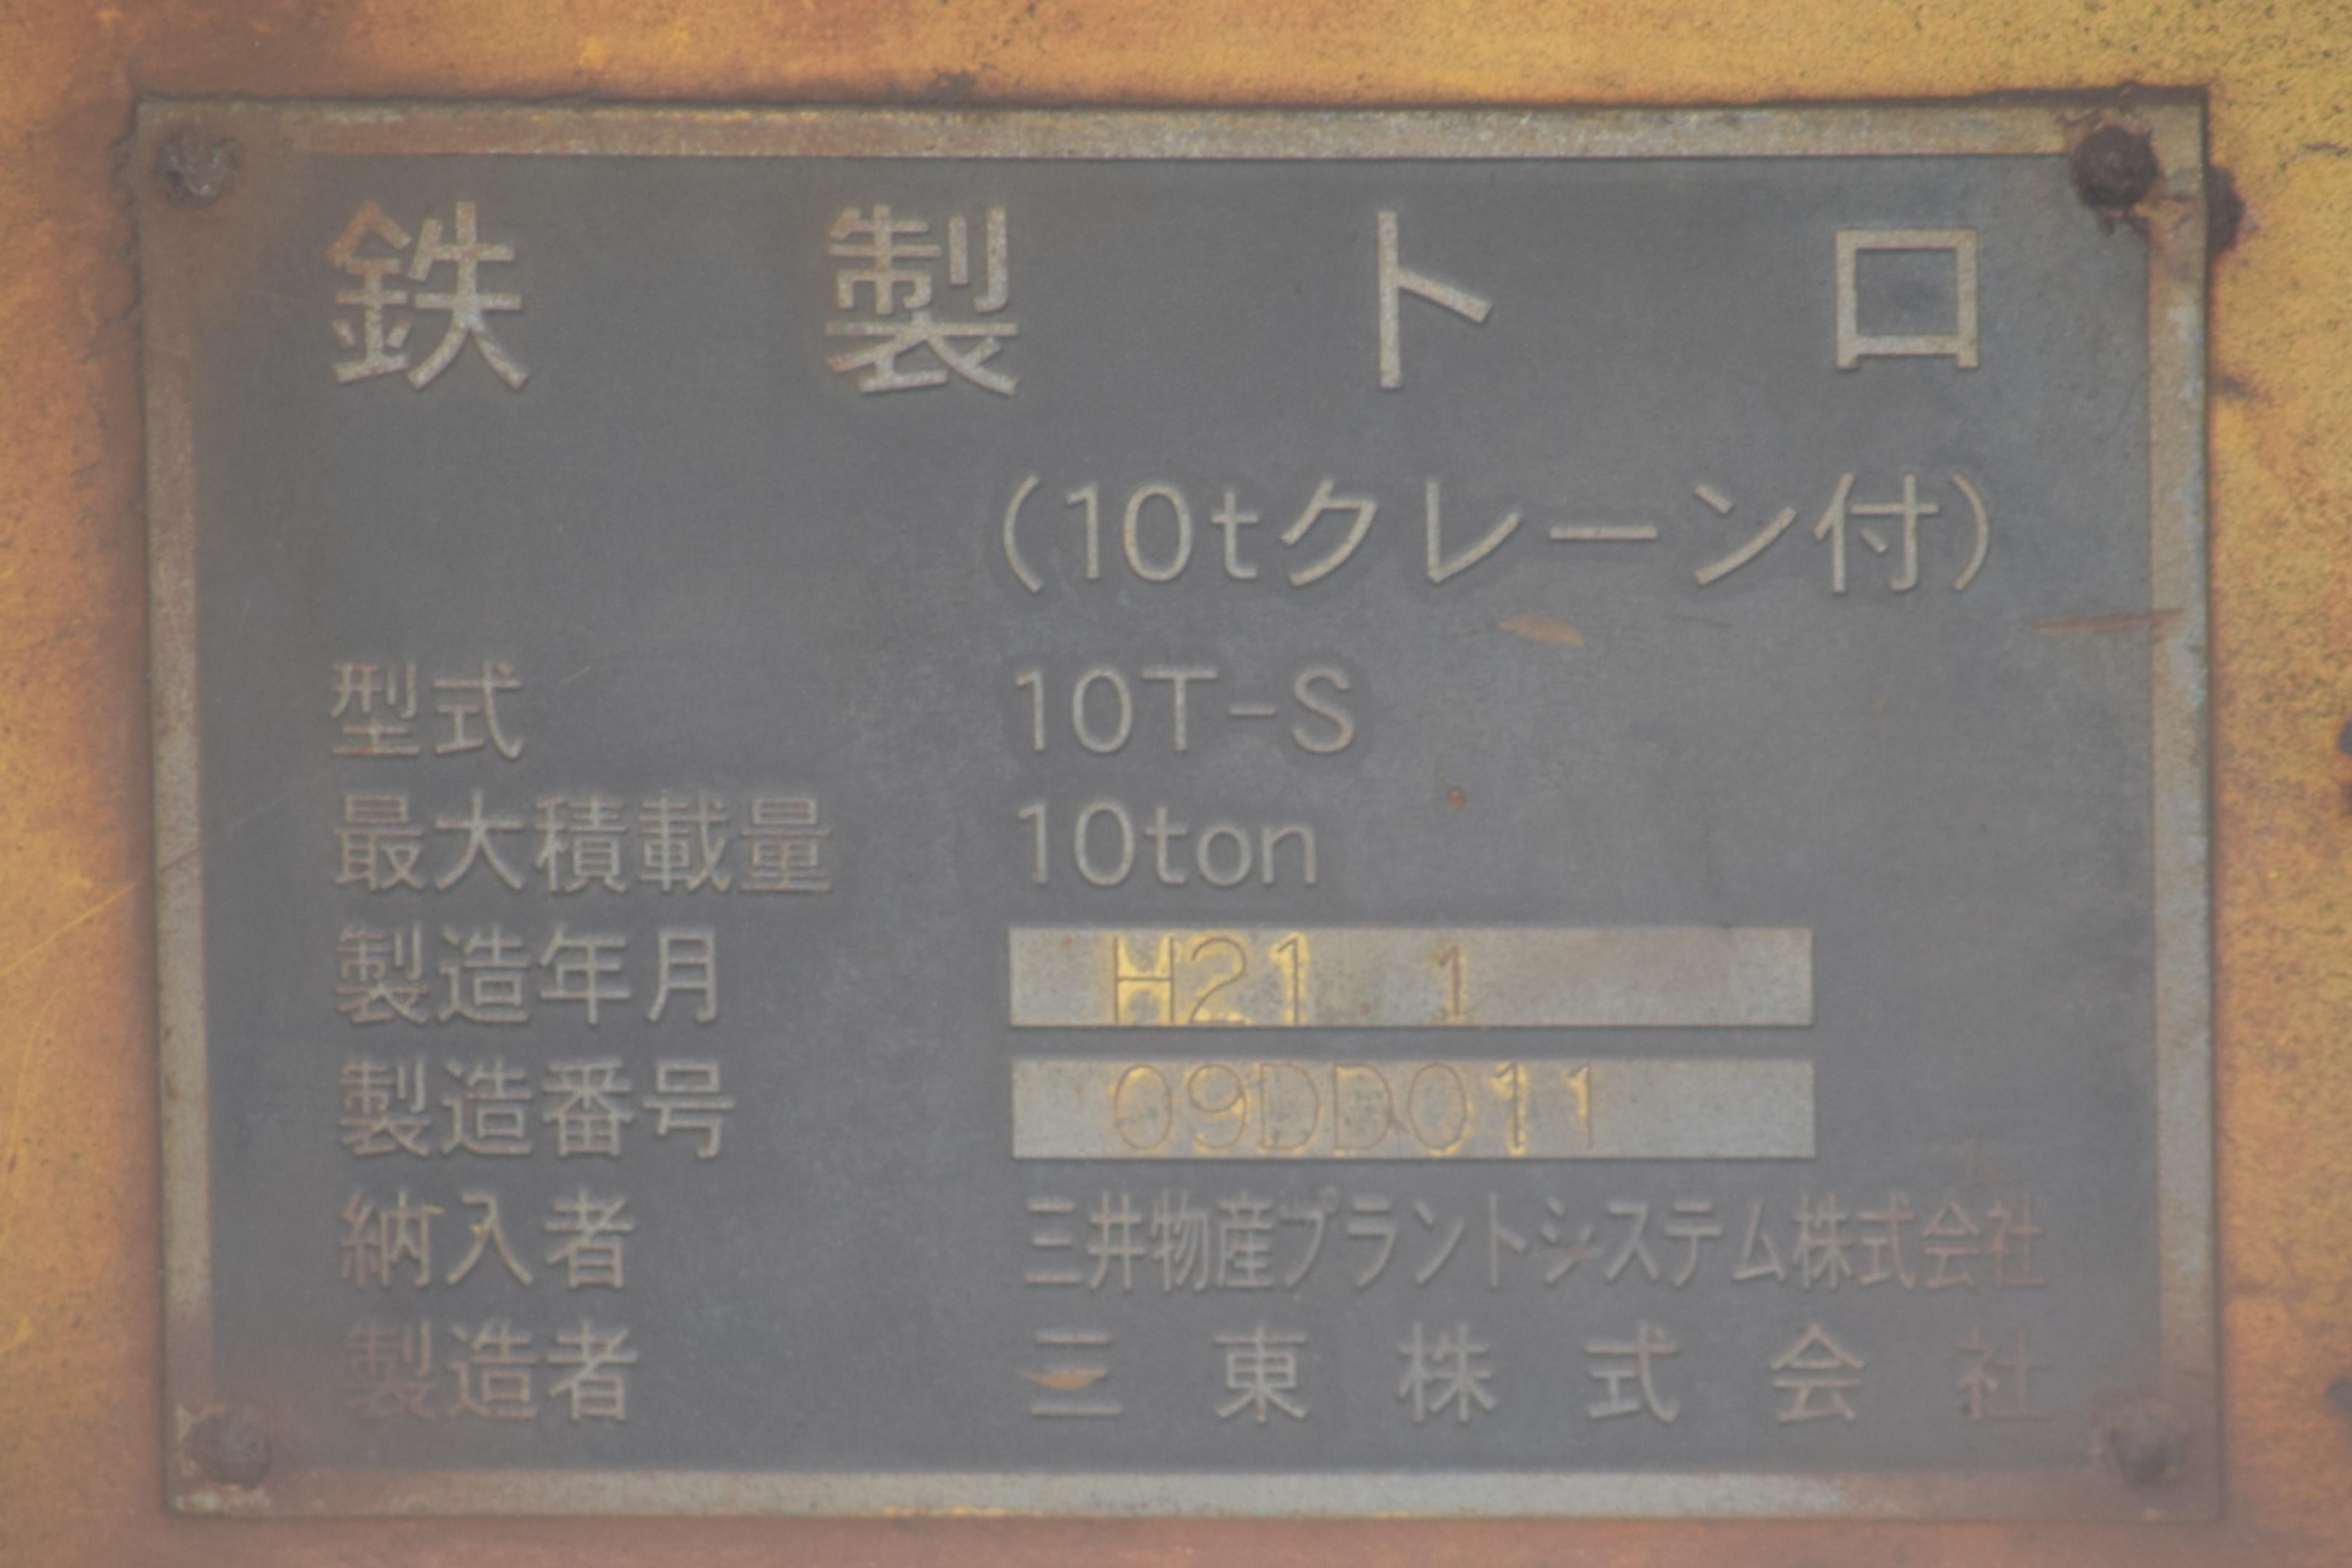 鉄製トロ
(10tクレーン付)
型式 10T-S
最大積載量 10ton
製造年月 H21 1
製造番号 09DD011
納入者 三井物産プラントシステム株式会社
製造者 三東株式会社